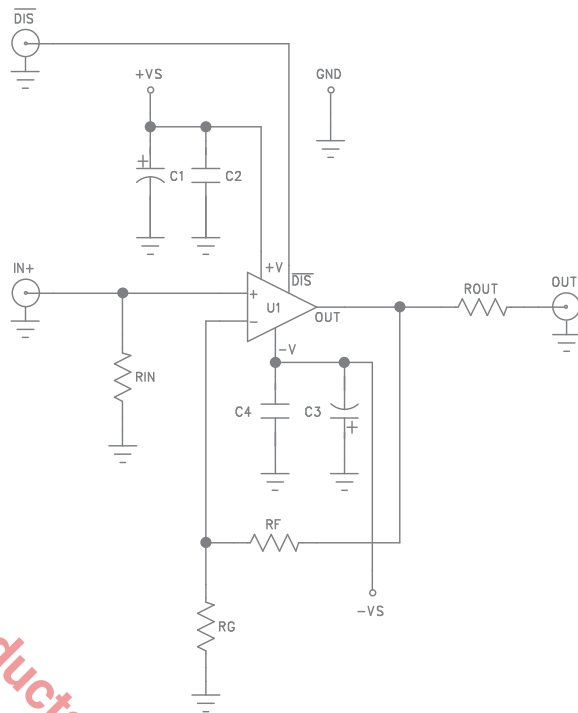 DIS
+VS
GND
+
C1
C2
IN+
+V
DIS
+
U1
−
OUT
ROUT
OUT
−V
RIN
C4
C3
+
RF
−VS
RG